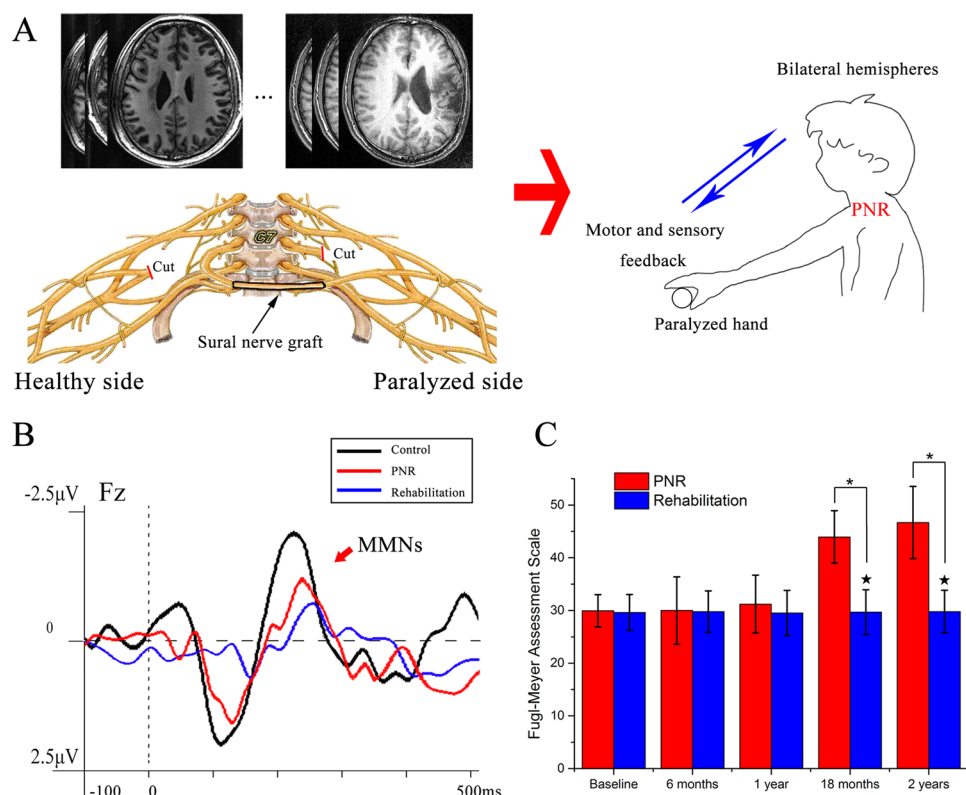 A
...
Bilateral hemispheres
PNR
Motor and sensory
feedback
Paralyzed hand
C7
Cut
Cut
Sural nerve graft
Healthy side
Paralyzed side
B
Control
PNR
Rehabilitation
-2.5μV
Fz
MMNs
0
2.5μV
-100
0
500ms
C
PNR
Rehabilitation
*
*
★
★
Fugl-Meyer Assessment Scale
50
40
30
20
10
0
Baseline
6 months
1 year
18 months
2 years